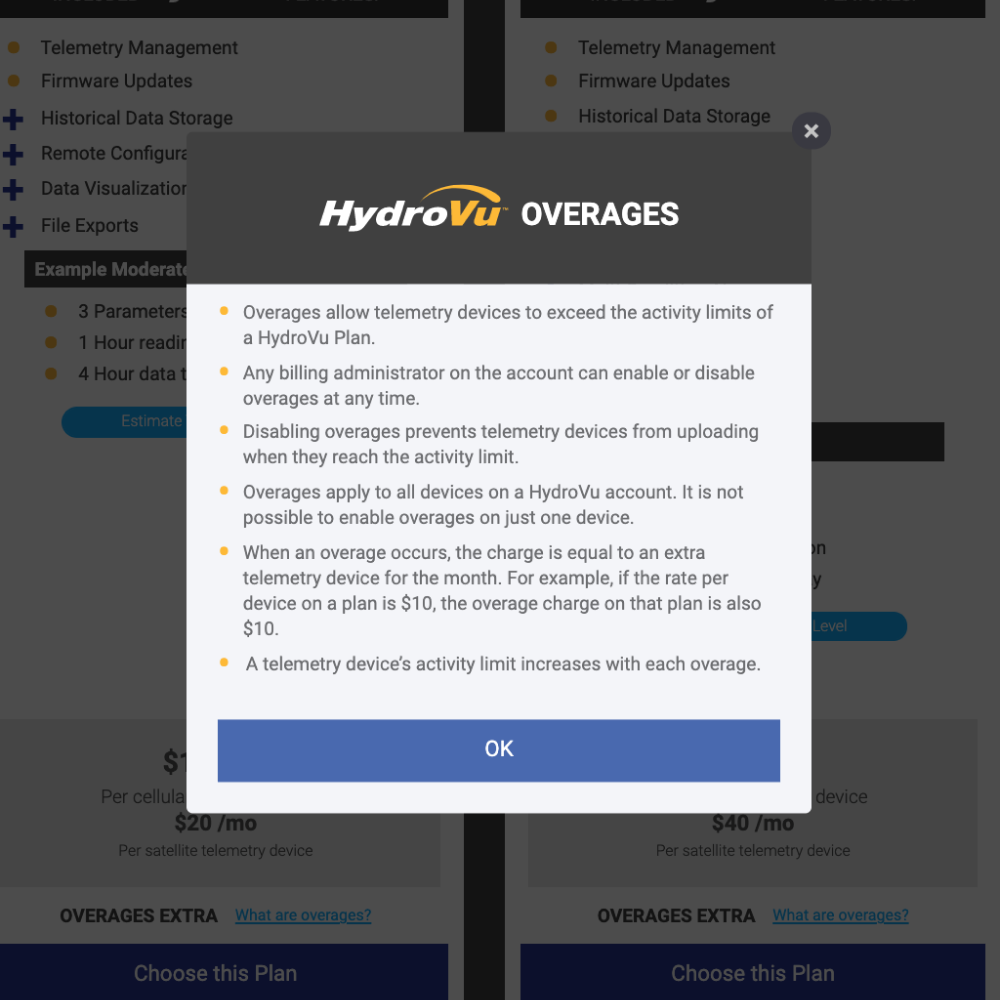 Telemetry Management
Firmware Updates
Historical Data Storage
Remote
Data
File Exports
Example
3 Parameters
1 Hour
4 Hour data
Estimate
Telemetry Management
Firmware Updates
Historical Data Storage
HydroVu™ OVERAGES
Overages allow telemetry devices to exceed the activity limits of
a HydroVu Plan.
Any billing administrator on the account can enable or disable
overages at any time.
Disabling overages prevents telemetry devices from uploading
when they reach the activity limit.
Overages apply to all devices on a HydroVu account. It is not
possible to enable overages on just one device.
When an overage occurs, the charge is equal to an extra
telemetry device for the month. For example, if the rate per
device on a plan is $10, the overage charge on that plan is also
$10.
A telemetry device’s activity limit increases with each overage.
OK
Level
Per
$20 /mo
Per satellite telemetry device
OVERAGES EXTRA What are overages?
Choose this Plan
device
$40 /mo
Per satellite telemetry device
OVERAGES EXTRA What are overages?
Choose this Plan